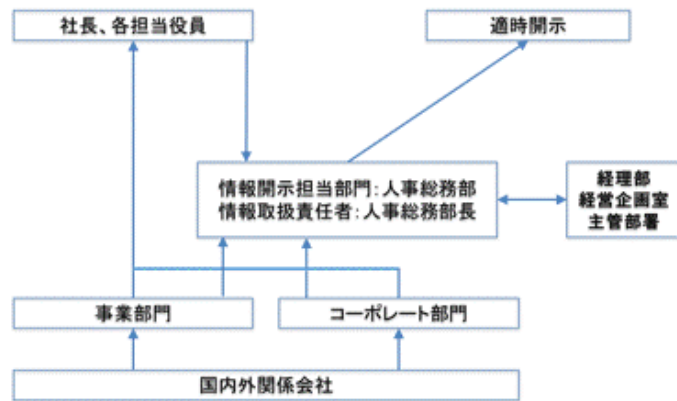 社長、各担当役員
適時開示
情報開示担当部門：人事総務部
情報取扱責任者：人事総務部長
経理部
経営企画室
主管部署
事業部門
コーポレート部門
国内外関係会社